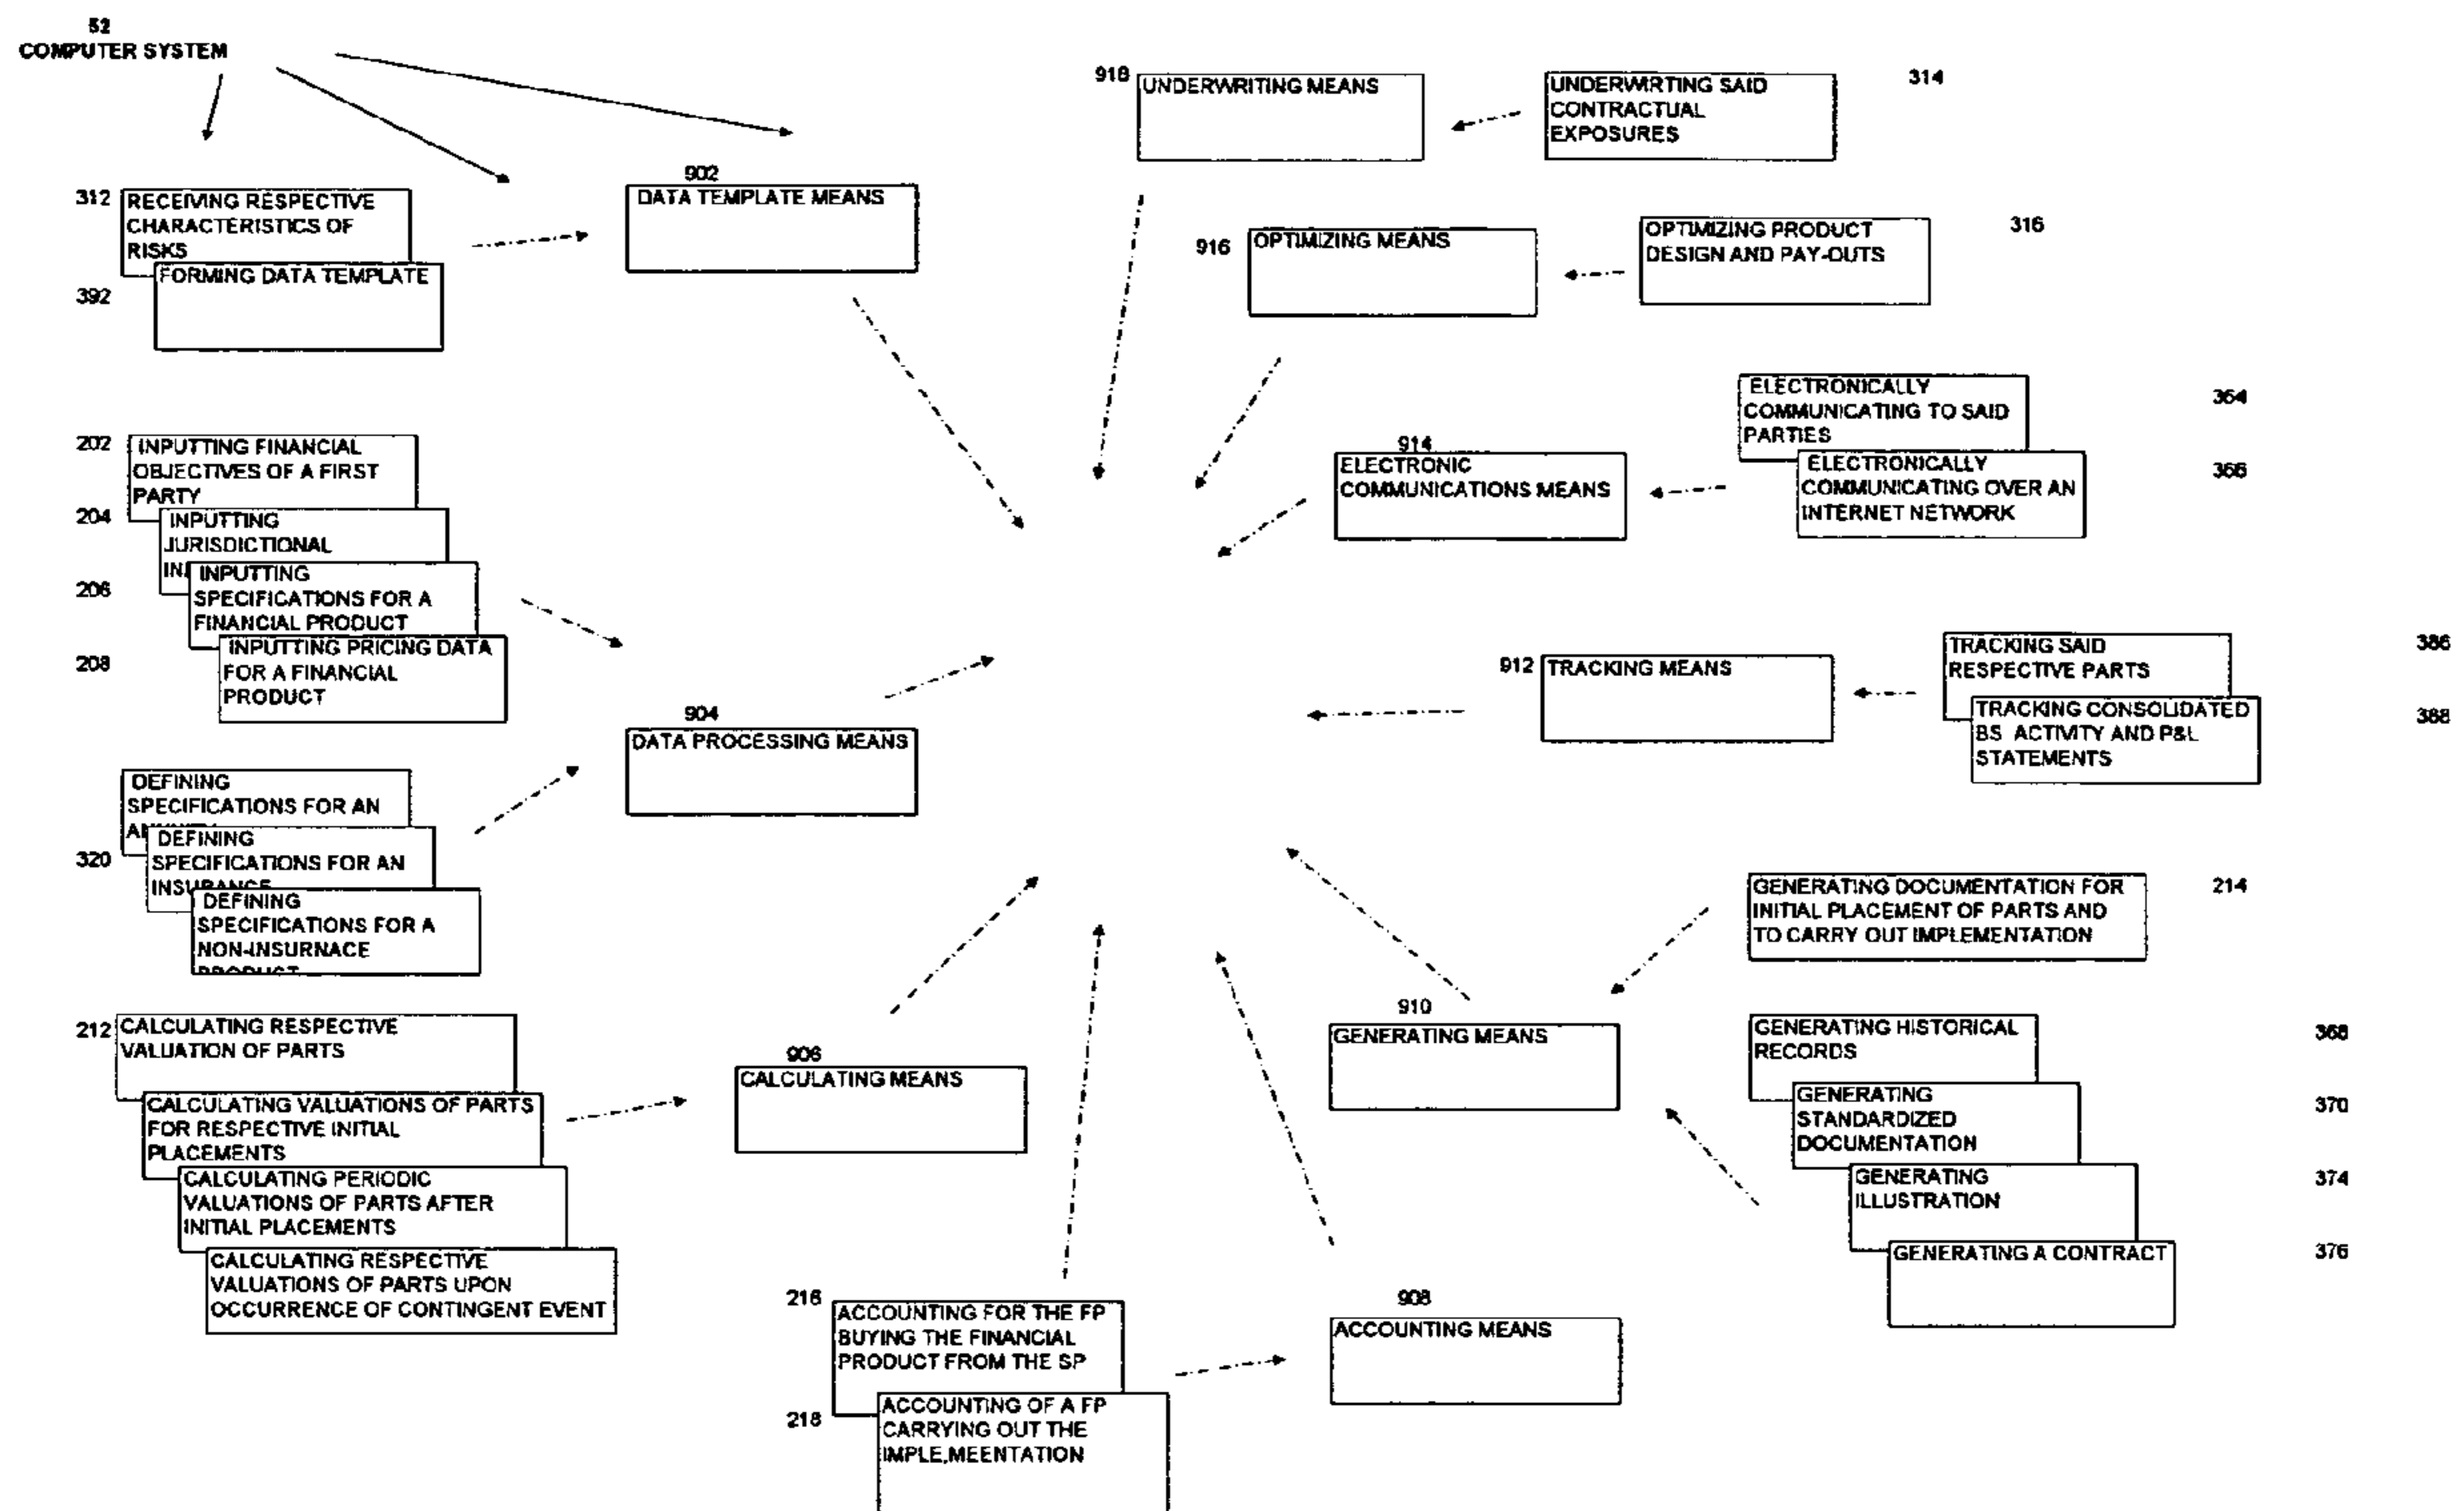 52
COMPUTER SYSTEM
918
UNDERWRITING MEANS
UNDERWIRTING SAID
CONTRACTUAL
EXPOSURES
314
902
DATA TEMPLATE MEANS
312
RECEIVING RESPECTIVE
CHARACTERISTICS OF
RISKS
392
FORMING DATA TEMPLATE
916
OPTIMIZING MEANS
OPTIMIZING PRODUCT
DESIGN AND PAY-OUTS
316
ELECTRONICALLY
COMMUNICATING TO SAID
PARTIES
364
914
ELECTRONIC
COMMUNICATIONS MEANS
ELECTRONICALLY
COMMUNICATING OVER AN
INTERNET NETWORK
366
202
INPUTTING FINANCIAL
OBJECTIVES OF A FIRST
PARTY
204
INPUTTING
JURISDICTIONAL
206
INPUTTING
SPECIFICATIONS FOR A
FINANCIAL PRODUCT
208
INPUTTING PRICING DATA
FOR A FINANCIAL
PRODUCT
912
TRACKING MEANS
TRACKING SAID
RESPECTIVE PARTS
386
TRACKING CONSOLIDATED
BS ACTIVITY AND P&L
STATEMENTS
388
904
DATA PROCESSING MEANS
DEFINING
SPECIFICATIONS FOR AN
320
DEFINING
SPECIFICATIONS FOR AN
INSURANCE
DEFINING
SPECIFICATIONS FOR A
NON-INSURNACE
PRODUCT
GENERATING DOCUMENTATION FOR
INITIAL PLACEMENT OF PARTS AND
TO CARRY OUT IMPLEMENTATION
214
212
CALCULATING RESPECTIVE
VALUATION OF PARTS
CALCULATING VALUATIONS OF PARTS
FOR RESPECTIVE INITIAL
PLACEMENTS
CALCULATING PERIODIC
VALUATIONS OF PARTS AFTER
INITIAL PLACEMENTS
CALCULATING RESPECTIVE
VALUATIONS OF PARTS UPON
OCCURRENCE OF CONTINGENT EVENT
906
CALCULATING MEANS
910
GENERATING MEANS
GENERATING HISTORICAL
RECORDS
368
GENERATING
STANDARDIZED
DOCUMENTATION
370
GENERATING
ILLUSTRATION
374
GENERATING A CONTRACT
376
216
ACCOUNTING FOR THE FP
BUYING THE FINANCIAL
PRODUCT FROM THE SP
218
ACCOUNTING OF A FP
CARRYING OUT THE
IMPLE,MEENTATION
908
ACCOUNTING MEANS